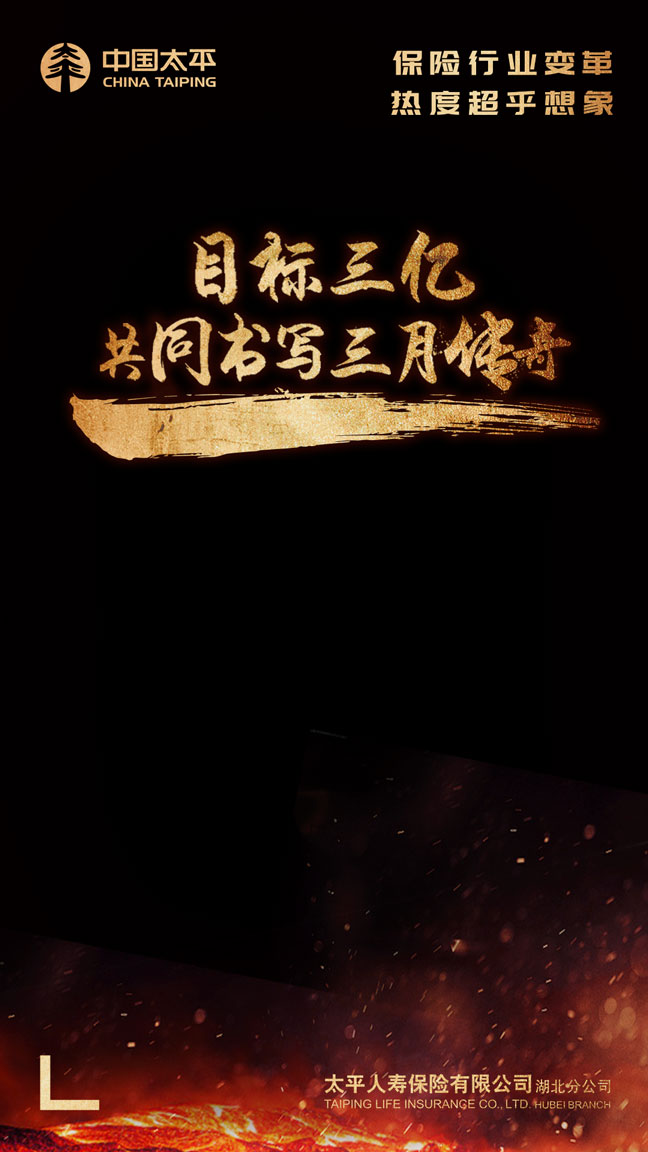 中国太平
CHINA TAIPING
保险行业变革
热度超乎想象
目标三亿
共同书写三月传奇
太平人寿保险有限公司 湖北分公司
TAIPING LIFE INSURANCE CO., LTD. HUBEI BRANCH